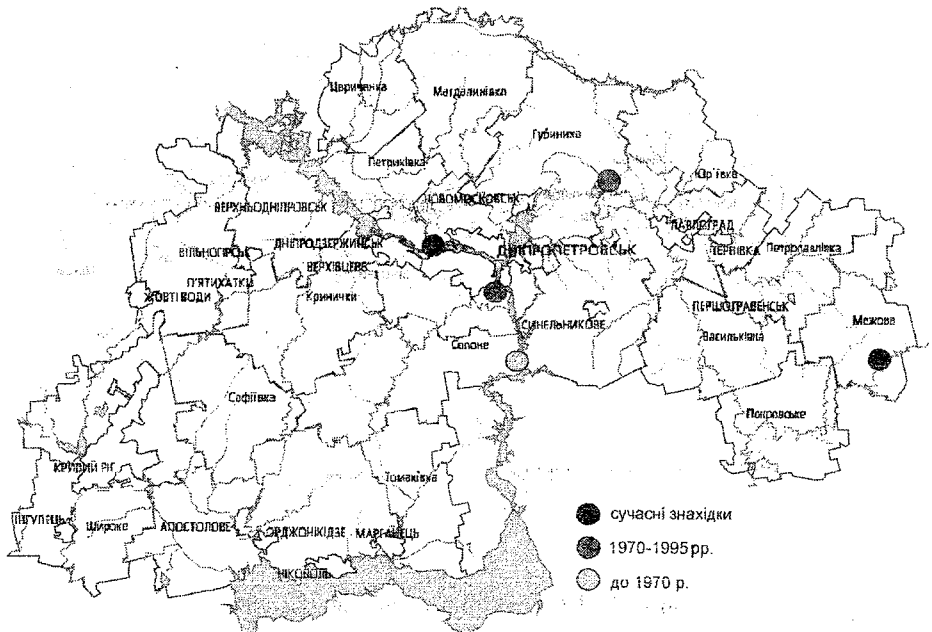 Царичанка
Магдалинівка
Губиниха
Петриківка
Юр'ївка
НОВОМОСКОВСЬК
ВЕРХНЬОДНІПРОВСЬК
ПАВЛОГРАД
ДНІПРОДЗЕРЖИНСЬК
ДНІПРОПЕТРОВСЬК
ТЕРНІВКА
Петропавлівка
ВІЛЬНОГІРСЬК
ВЕРХІВЦЕВЕ
П'ЯТИХАТКИ
ЖОВТІ ВОДИ
Кринички
ПЕРШОТРАВЕНСЬК
Межова
СИНЕЛЬНИКОВЕ
Васильківка
Солоне
Софіївка
Покровське
КРИВИЙ РІГ
Томаківка
ІНГУЛЕЦЬ
Широке
АПОСТОЛОВЕ
ОРДЖОНІКІДЗЕ
МАРГАНЕЦЬ
НІКОПОЛЬ
сучасні знахідки
1970-1995рр.
до 1970 р.